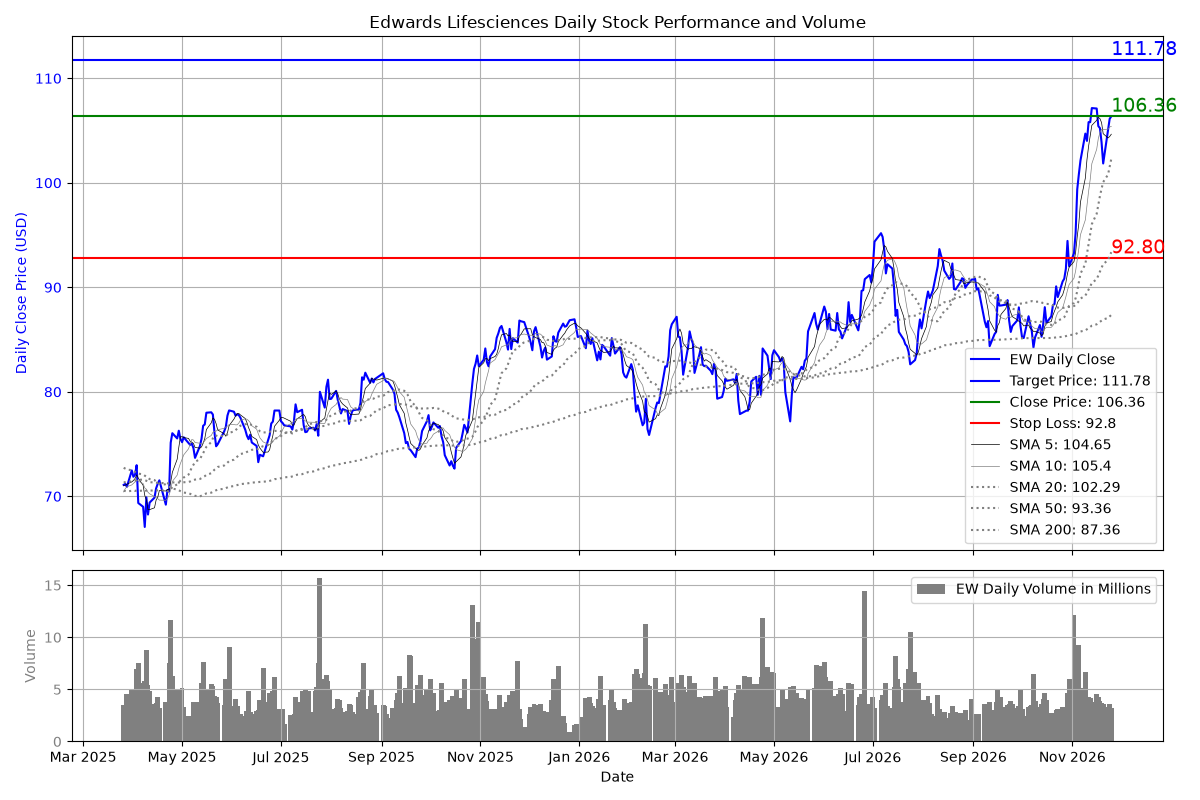 Edwards Lifesciences Daily Stock Performance and Volume
111.78
110
106.36
100
92.80
90
80
70
Daily Close Price (USD)
EW Daily Close
Target Price: 111.78
Close Price: 106.36
Stop Loss: 92.8
SMA 5: 104.65
SMA 10: 105.4
SMA 20: 102.29
SMA 50: 93.36
SMA 200: 87.36
EW Daily Volume in Millions
15
10
5
0
Volume
Mar 2025 May 2025 Jul 2025 Sep 2025 Nov 2025 Jan 2026 Mar 2026 May 2026 Jul 2026 Sep 2026 Nov 2026
Date